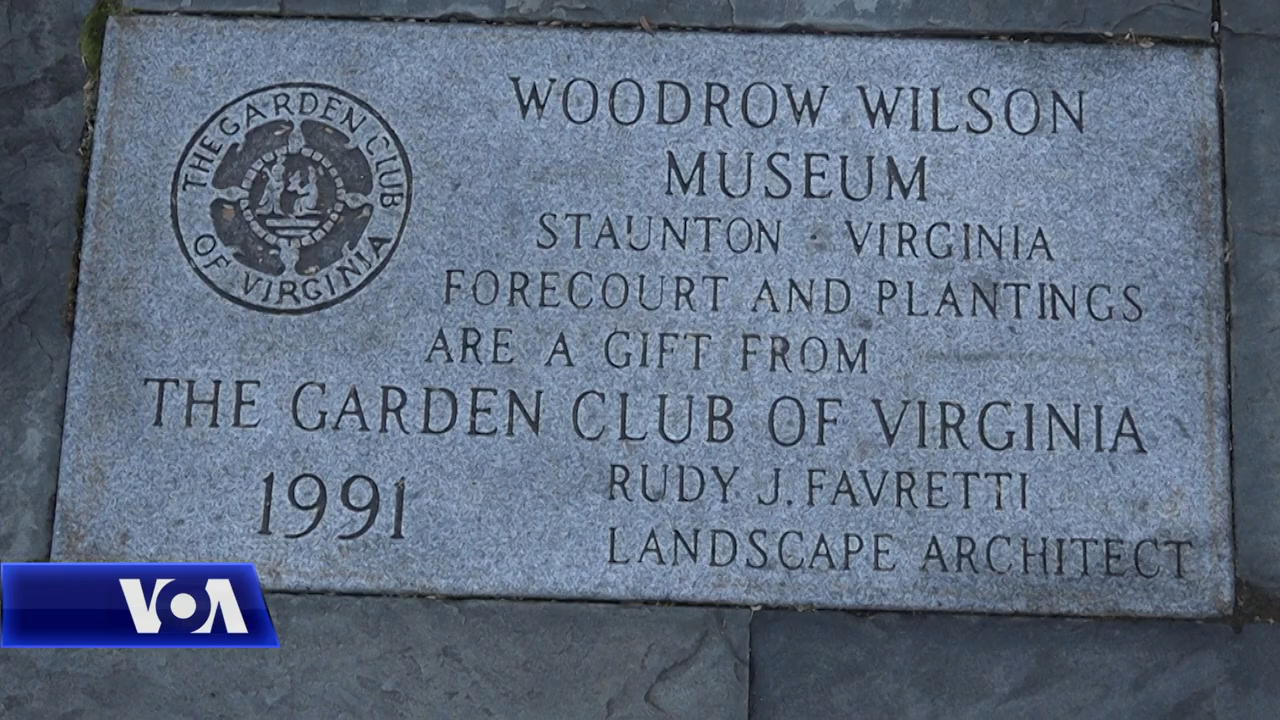 THE GARDEN CLUB
OF VIRGINIA
WOODROW WILSON
MUSEUM
STAUNTON · VIRGINIA
FORECOURT AND PLANTINGS
ARE A GIFT FROM
THE GARDEN CLUB OF VIRGINIA
1991
RUDY J. FAVRETTI
LANDSCAPE ARCHITECT
VOA